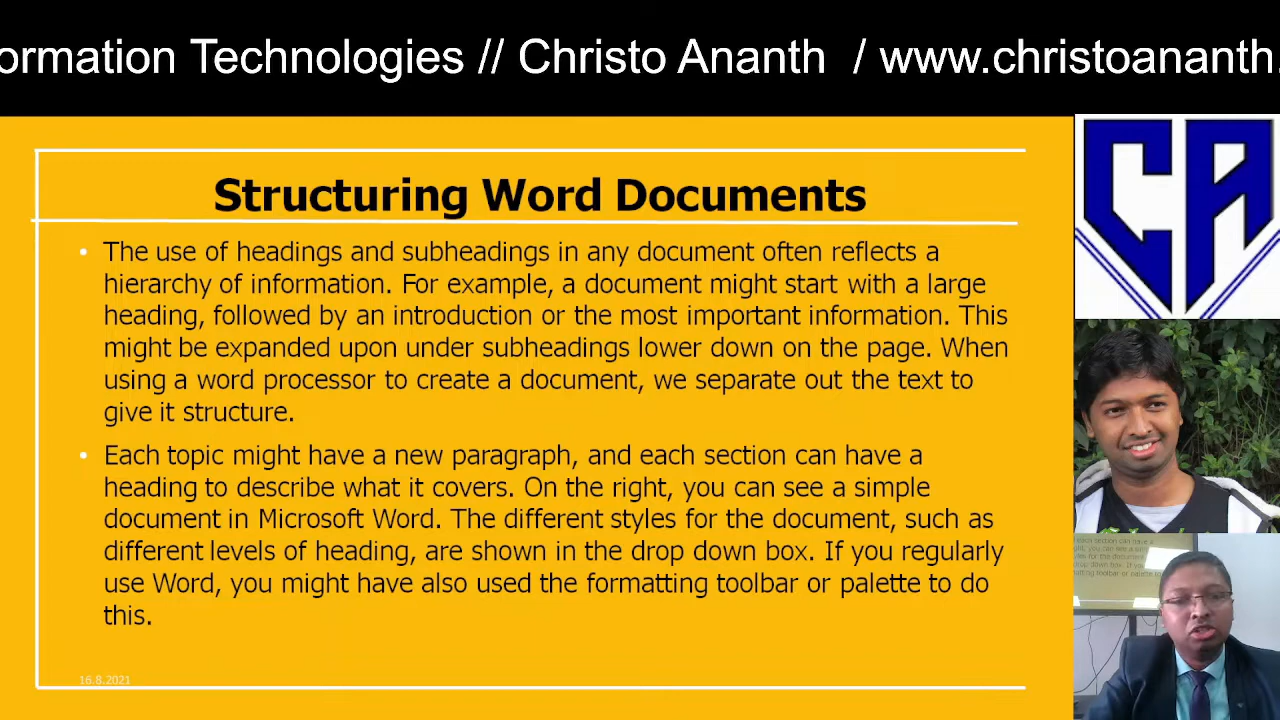 ormation Technologies // Christo Ananth / www.christoananth.
CA
Structuring Word Documents
• The use of headings and subheadings in any document often reflects a
hierarchy of information. For example, a document might start with a large
heading, followed by an introduction or the most important information. This
might be expanded upon under subheadings lower down on the page. When
using a word processor to create a document, we separate out the text to
give it structure.
• Each topic might have a new paragraph, and each section can have a
heading to describe what it covers. On the right, you can see a simple
document in Microsoft Word. The different styles for the document, such as
different levels of heading, are shown in the drop down box. If you regularly
use Word, you might have also used the formatting toolbar or palette to do
this.
16.8.2021